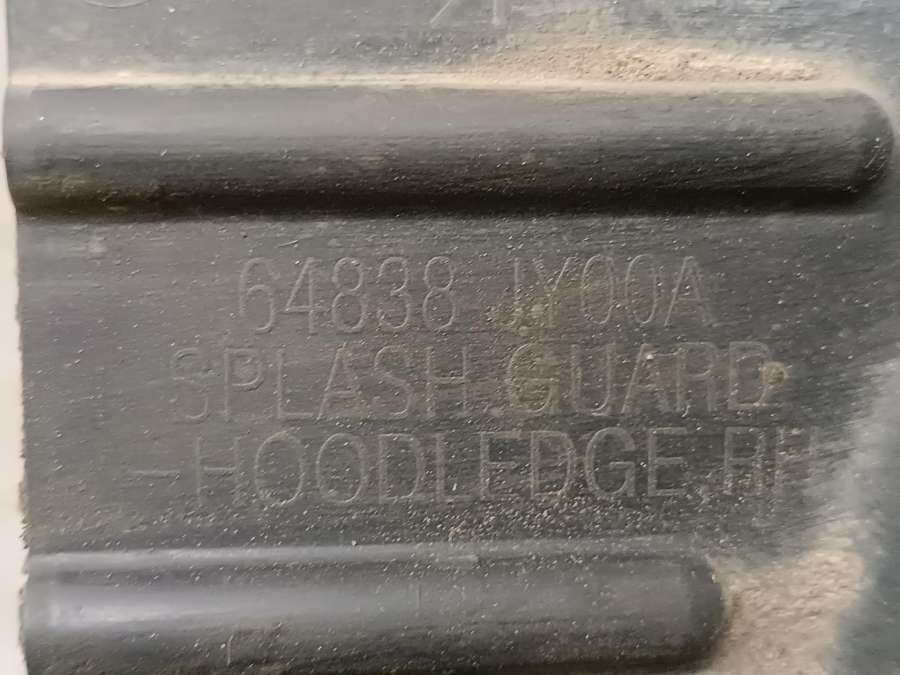 64838 JY00A
SPLASH GUARD
-HOODLEDGE,RH